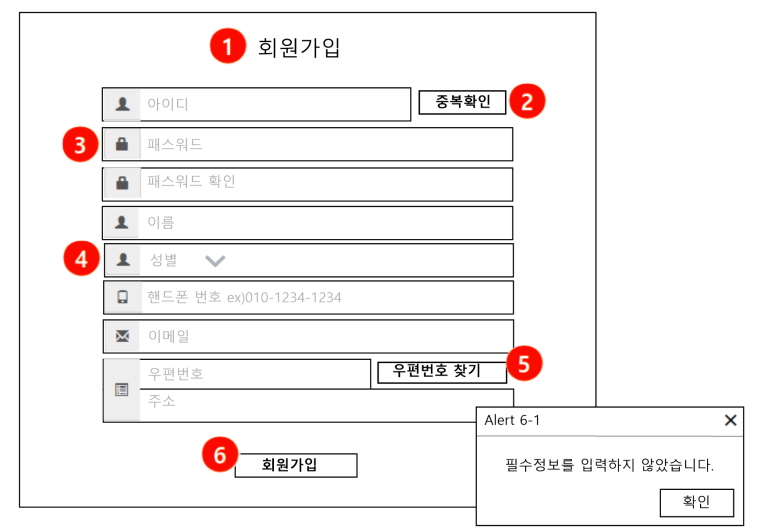 1 회원가입
아이디 중복확인 2
3 패스워드
패스워드 확인
이름
4 성별
핸드폰 번호 ex)010-1234-1234
이메일
우편번호 우편번호 찾기 5
주소
6 회원가입
Alert 6-1
필수정보를 입력하지 않았습니다.
확인